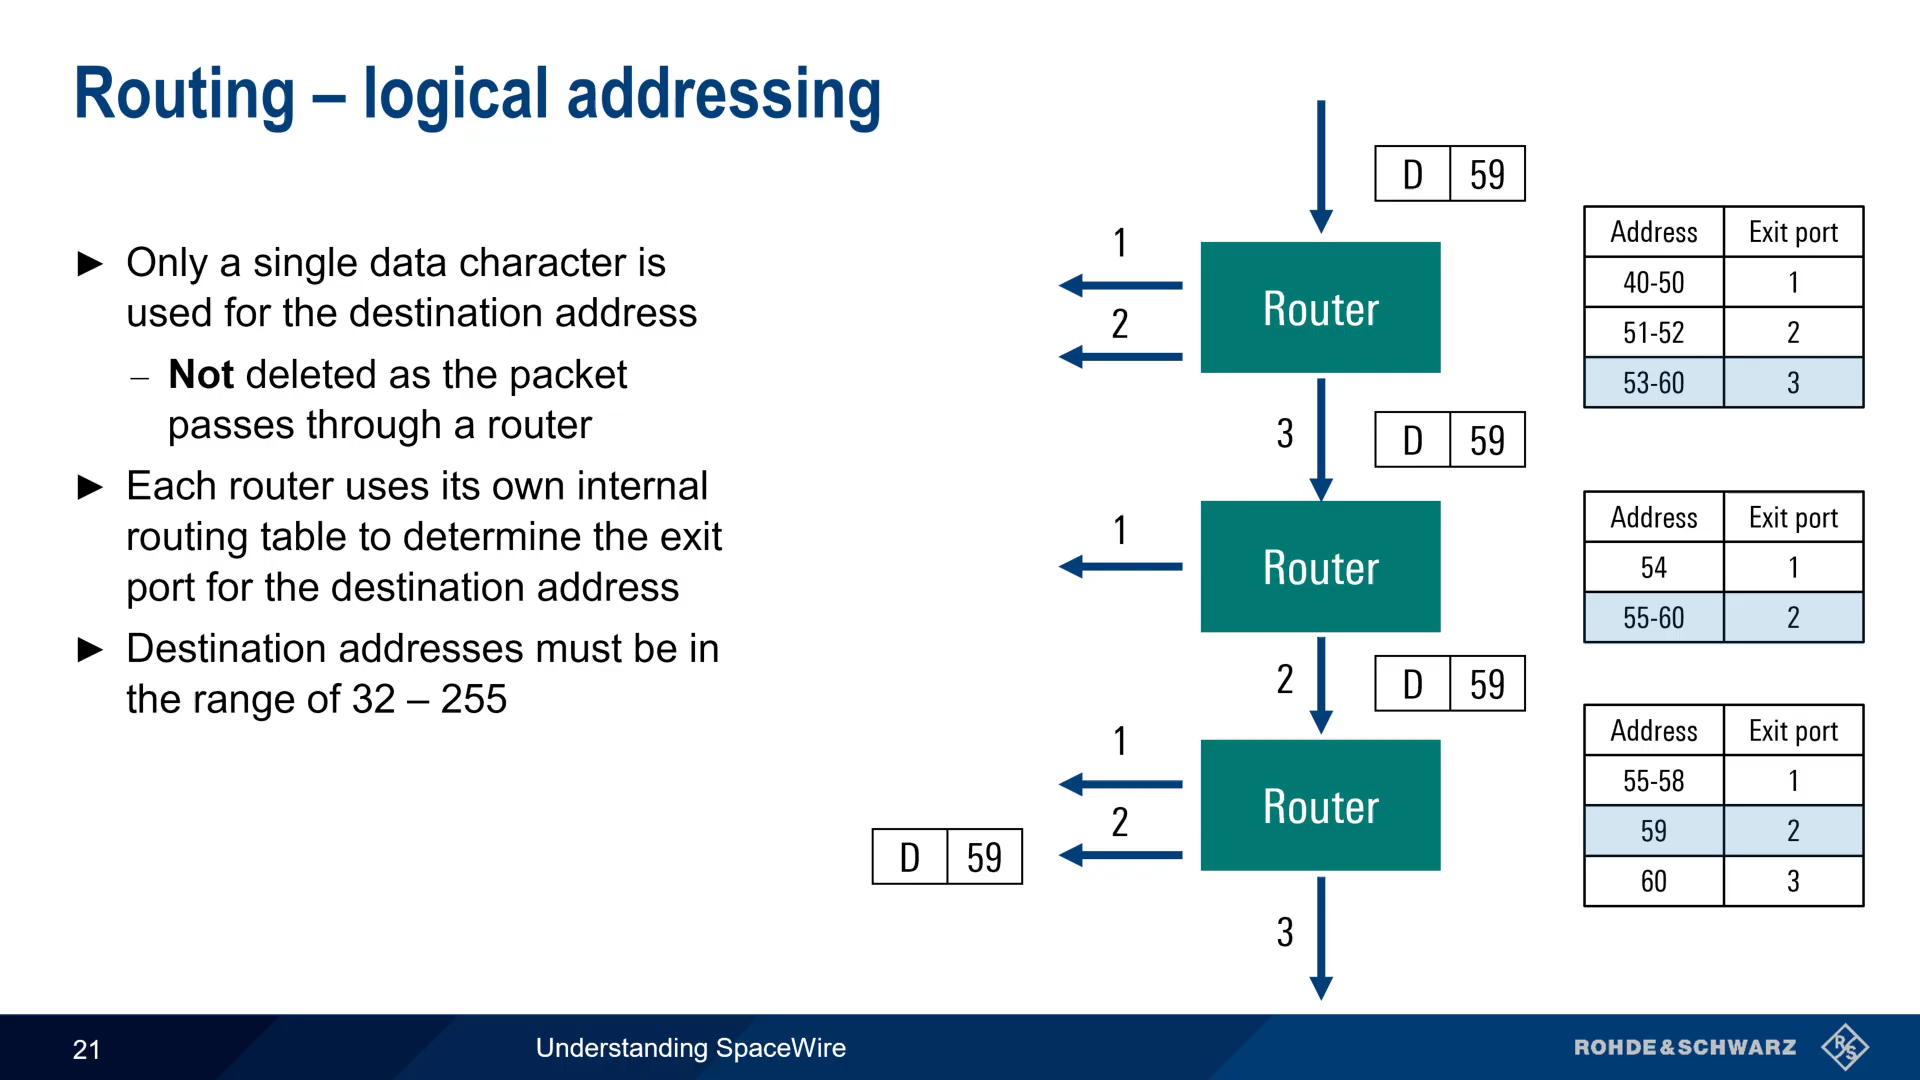 Routing – logical addressing
► Only a single data character is
used for the destination address
– Not deleted as the packet
passes through a router
► Each router uses its own internal
routing table to determine the exit
port for the destination address
► Destination addresses must be in
the range of 32 – 255
D 59
1
2
Router
3
D 59
1
Router
2
D 59
1
2
Router
D 59
3
Address Exit port
40-50 1
51-52 2
53-60 3
Address Exit port
54 1
55-60 2
Address Exit port
55-58 1
59 2
60 3
21
Understanding SpaceWire
ROHDE&SCHWARZ
R&S